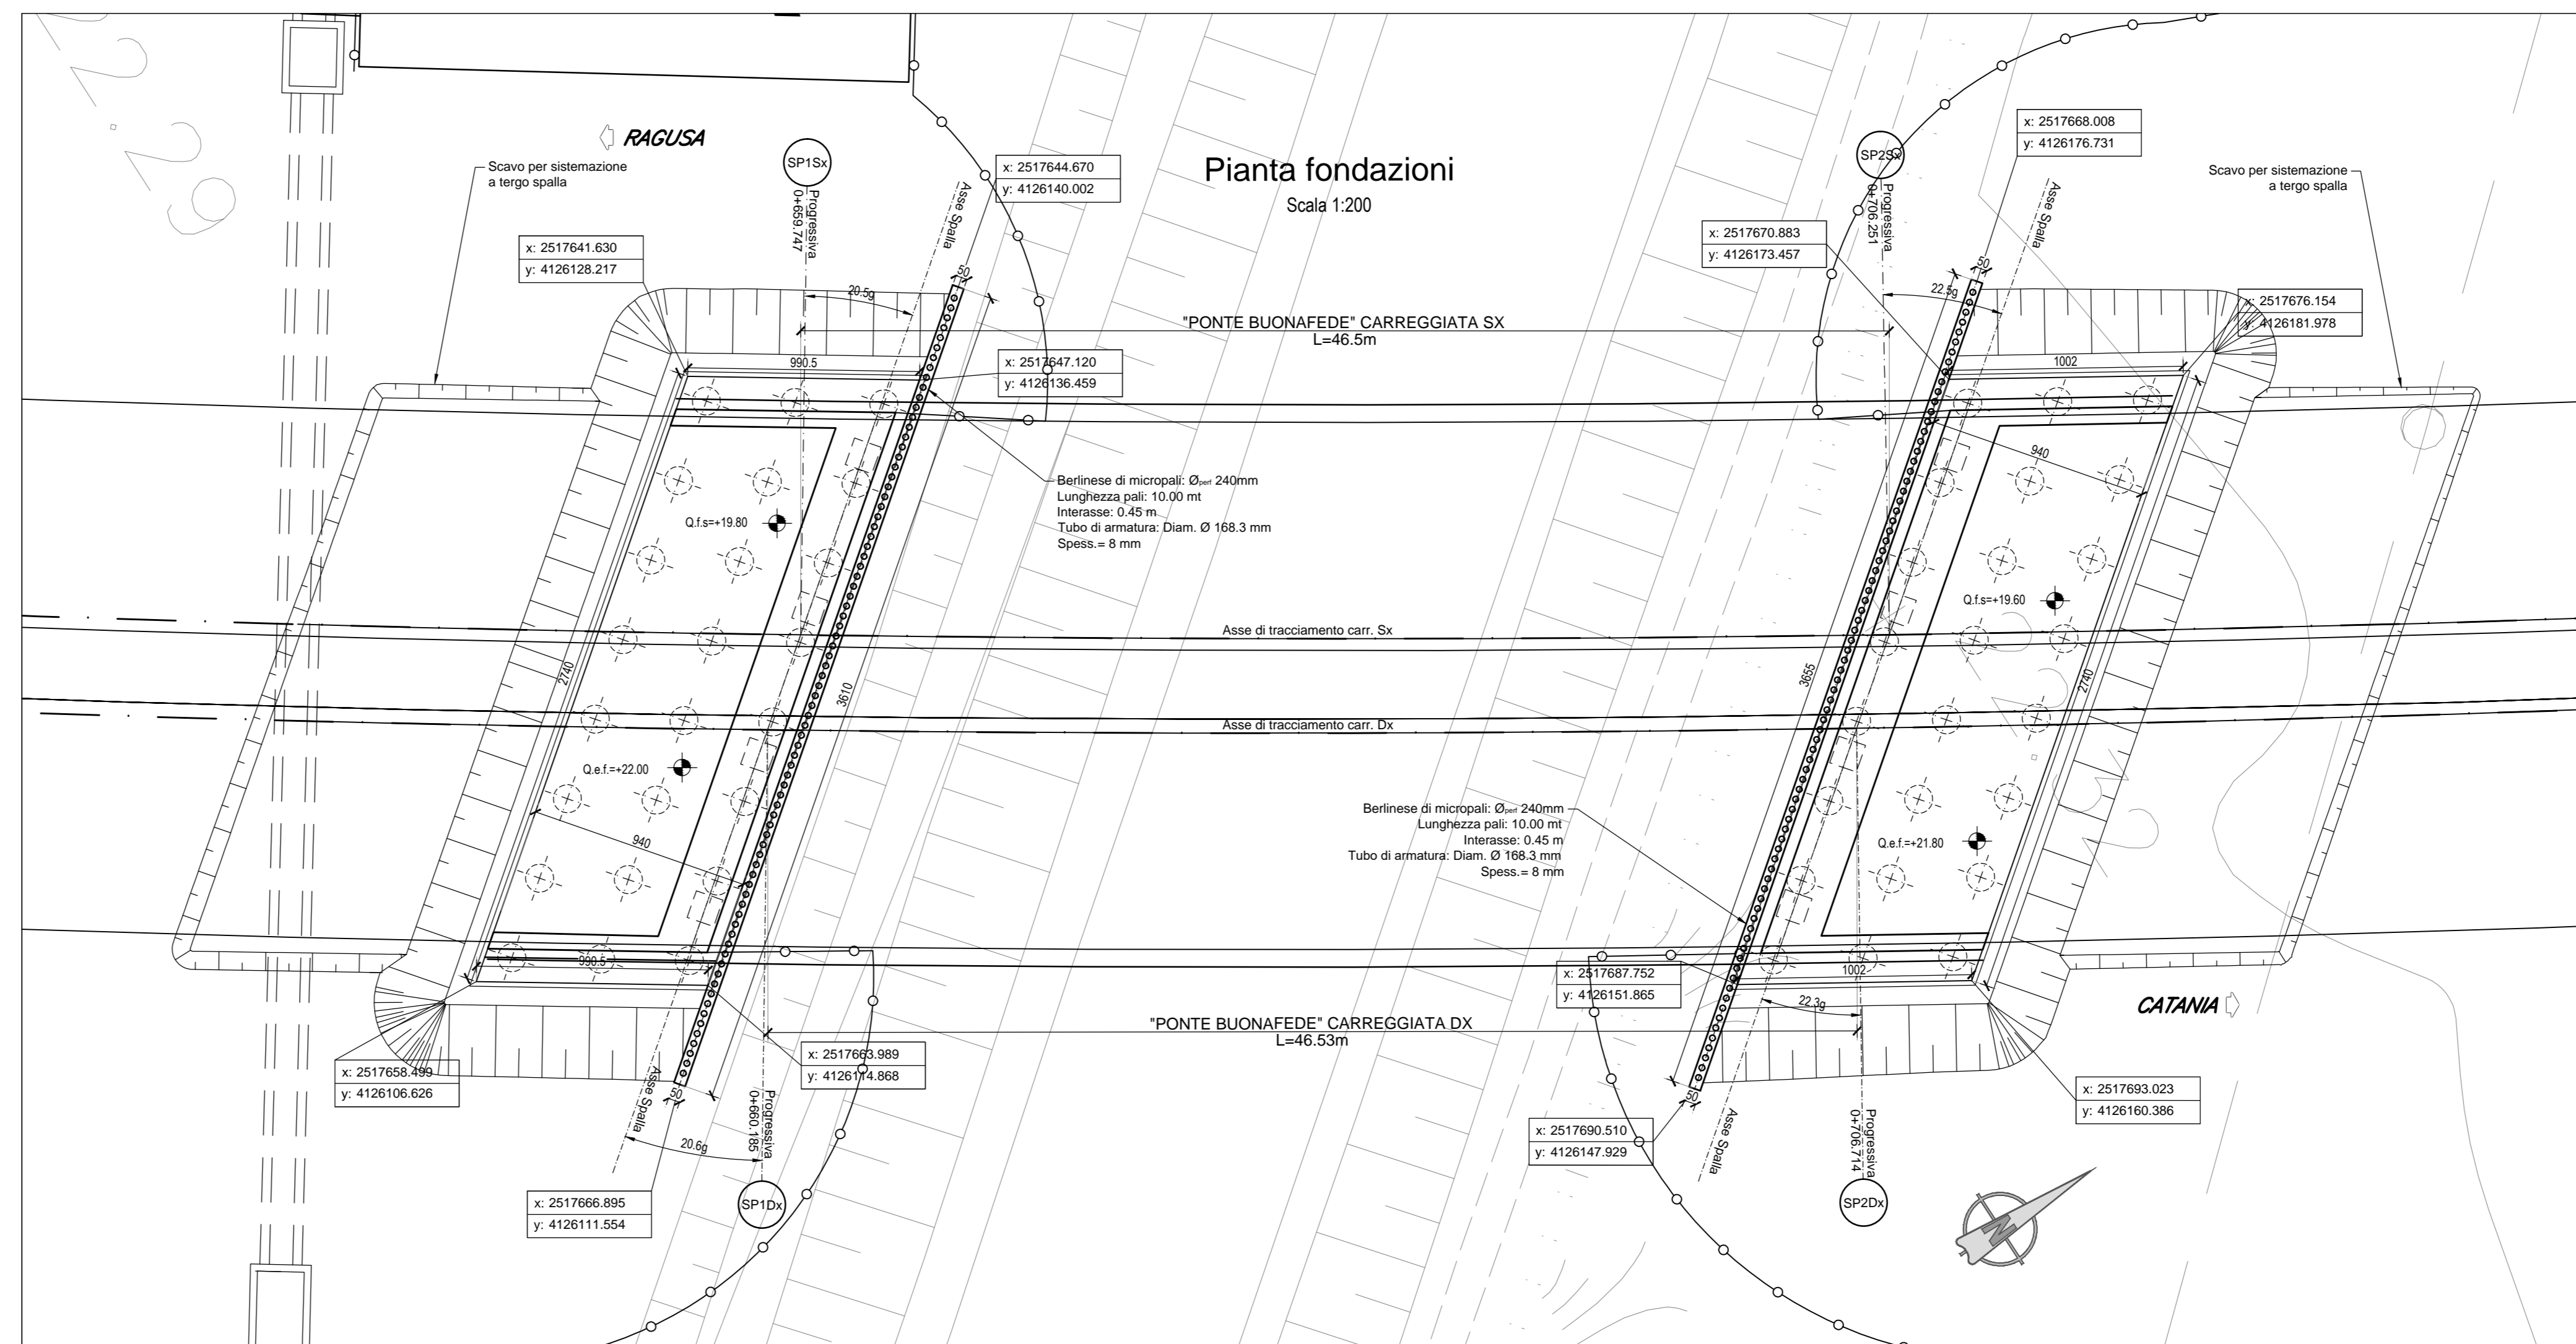 Pianta fondazioni
Scala 1:200
RAGUSA
Scavo per sistemazione
a tergo spalla
SP1Sx
Progressiva
0+659.747
Asse Spalla
x: 2517644.670
y: 4126140.002
x: 2517641.630
y: 4126128.217
20.5g
50
990.5
x: 2517647.120
y: 4126136.459
"PONTE BUONAFEDE" CARREGGIATA SX
L=46.5m
SP2Sx
Progressiva
0+706.251
Asse Spalla
x: 2517668.008
y: 4126176.731
x: 2517670.883
y: 4126173.457
Scavo per sistemazione
a tergo spalla
22.5g
50
x: 2517676.154
y: 4126181.978
1002
940
Berlinese di micropali: Øperf 240mm
Lunghezza pali: 10.00 mt
Interasse: 0.45 m
Tubo di armatura: Diam. Ø 168.3 mm
Spess.= 8 mm
Q.f.s=+19.80
Q.f.s=+19.60
Asse di tracciamento carr. Sx
2740
3610
3655
2740
Asse di tracciamento carr. Dx
Q.e.f.=+22.00
940
Berlinese di micropali: Øperf 240mm
Lunghezza pali: 10.00 mt
Interasse: 0.45 m
Tubo di armatura: Diam. Ø 168.3 mm
Spess.= 8 mm
Q.e.f.=+21.80
990.5
x: 2517687.752
y: 4126151.865
1002
22.3g
CATANIA
"PONTE BUONAFEDE" CARREGGIATA DX
L=46.53m
x: 2517663.989
y: 4126114.868
x: 2517658.499
y: 4126106.626
50
Asse Spalla
Progressiva
0+660.185
20.6g
SP1Dx
x: 2517666.895
y: 4126111.554
50
x: 2517690.510
y: 4126147.929
Asse Spalla
Progressiva
0+706.714
SP2Dx
x: 2517693.023
y: 4126160.386
N